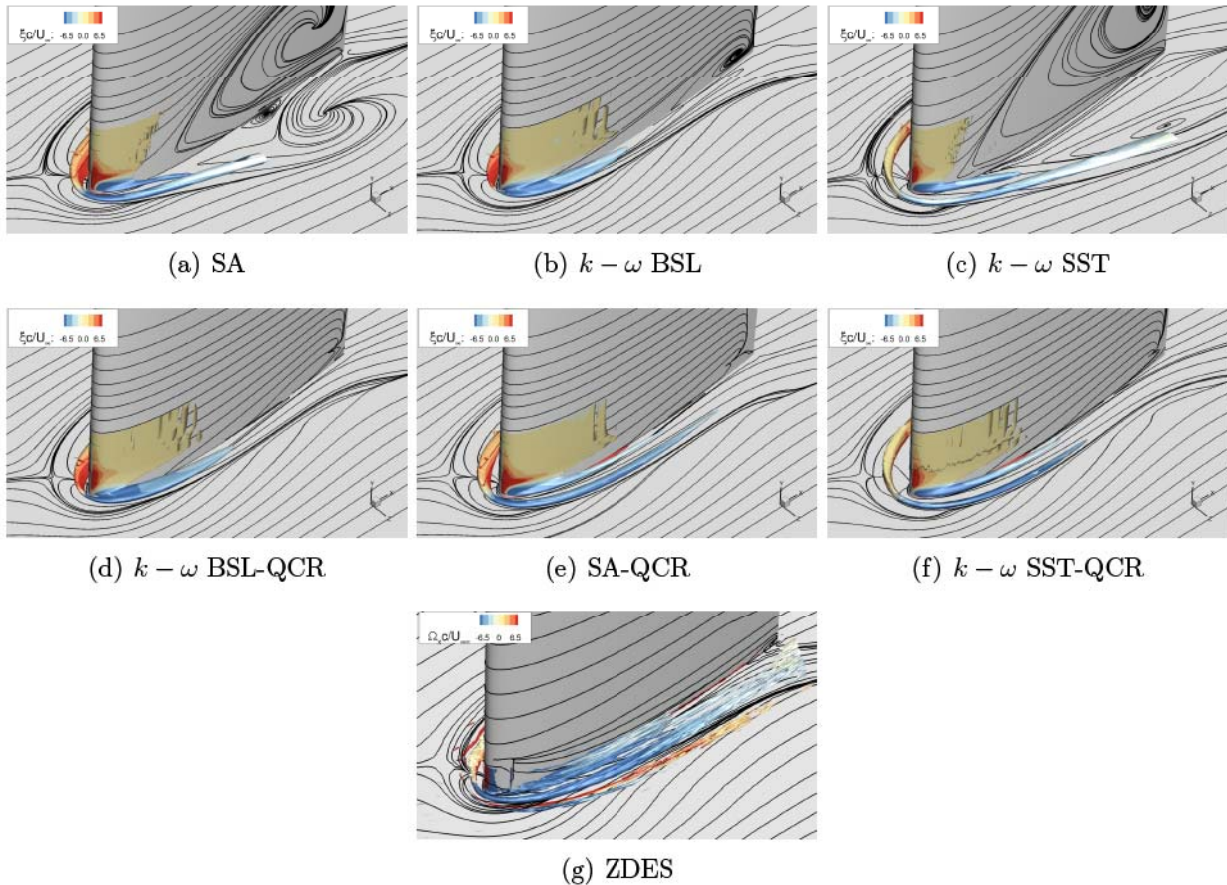 ξc/U∞: -6.5 0.0 6.5
ξc/U∞: -6.5 0.0 6.5
ξc/U∞: -6.5 0.0 6.5
(a) SA
(b) k − ω BSL
(c) k − ω SST
ξc/U∞: -6.5 0.0 6.5
ξc/U∞: -6.5 0.0 6.5
ξc/U∞: -6.5 0.0 6.5
(d) k − ω BSL-QCR
(e) SA-QCR
(f) k − ω SST-QCR
-6.5 0 6.5
(g) ZDES